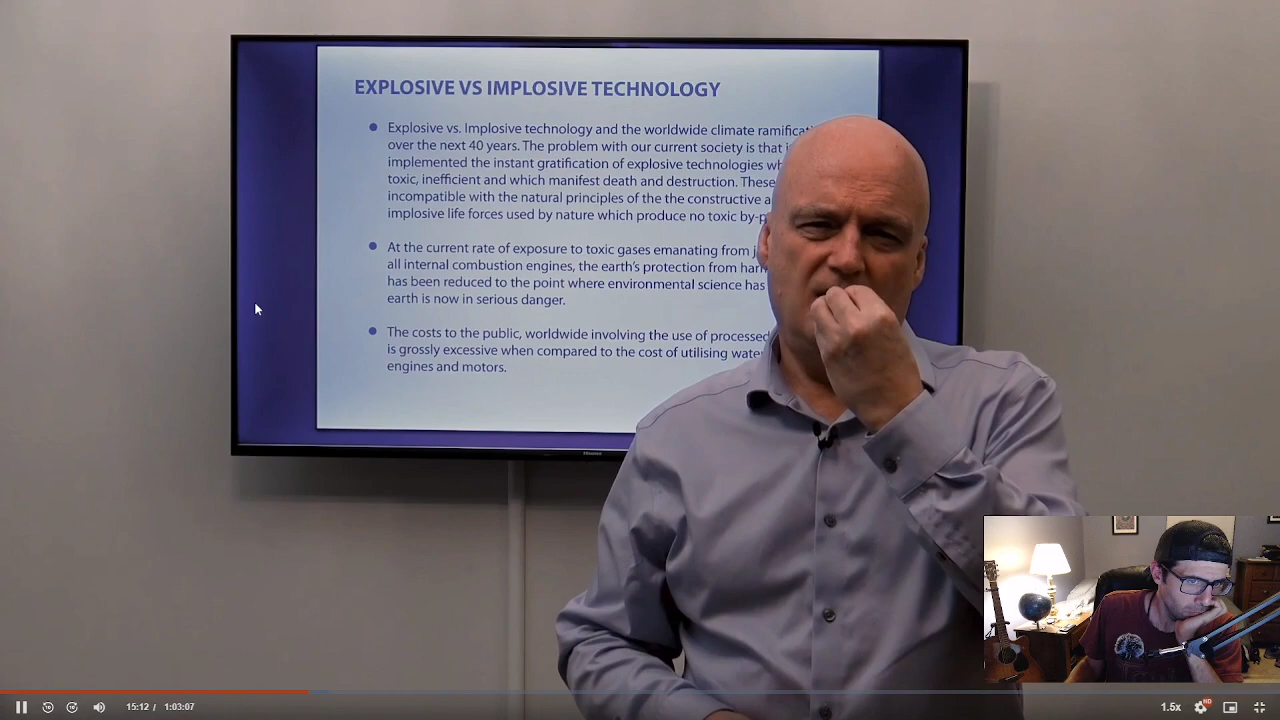 EXPLOSIVE VS IMPLOSIVE TECHNOLOGY
Explosive vs. Implosive technology and the worldwide climate
over the next 40 years. The problem with our current society is that
implemented the instant gratification of explosive technologies
toxic, inefficient and which manifest death and destruction. These
incompatible with the natural principles of the the constructive
implosive life forces used by nature which produce no toxic
At the current rate of exposure to toxic gases emanating from
all internal combustion engines, the earth's protection from
has been reduced to the point where environmental science has
earth is now in serious danger.
The costs to the public, worldwide involving the use of processed
is grossly excessive when compared to the cost of utilising
engines and motors.
Hisense
15:12 / 1:03:07
1.5x
HD